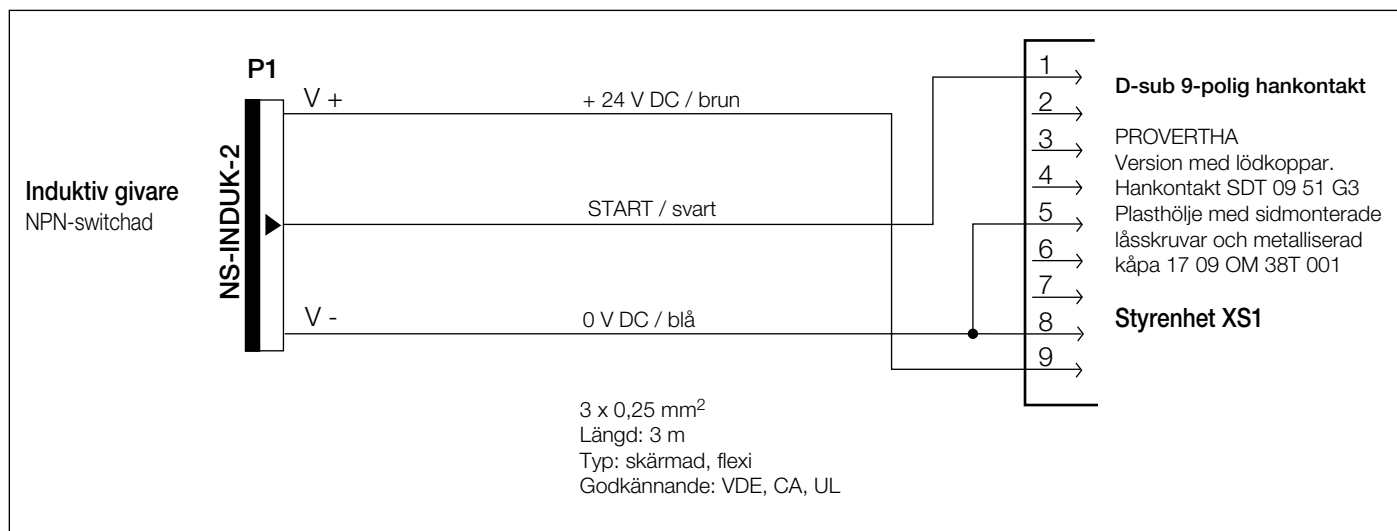 P1
V +
+ 24 V DC / brun
NS-INDUK-2
Induktiv givare
NPN-switchad
START / svart
V -
0 V DC / blå
3 x 0,25 mm2
Längd: 3 m
Typ: skärmad, flexi
Godkännande: VDE, CA, UL
1
2
3
4
5
6
7
8
9
D-sub 9-polig hankontakt
PROVERTHA
Version med lödkoppar.
Hankontakt SDT 09 51 G3
Plasthölje med sidmonterade
låsskruvar och metalliserad
kåpa 17 09 OM 38T 001
Styrenhet XS1